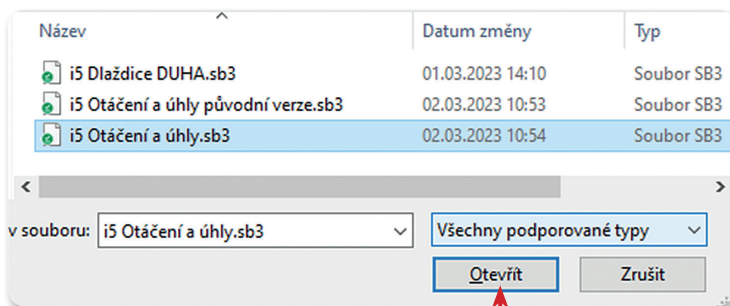 Název Datum změny Typ
i5 Dlaždice DUHA.sb3 01.03.2023 14:10 Soubor SB3
i5 Otáčení a úhly původní verze.sb3 02.03.2023 10:53 Soubor SB3
i5 Otáčení a úhly.sb3 02.03.2023 10:54 Soubor SB3
v souboru: i5 Otáčení a úhly.sb3 Všechny podporované typy
Otevřít Zrušit